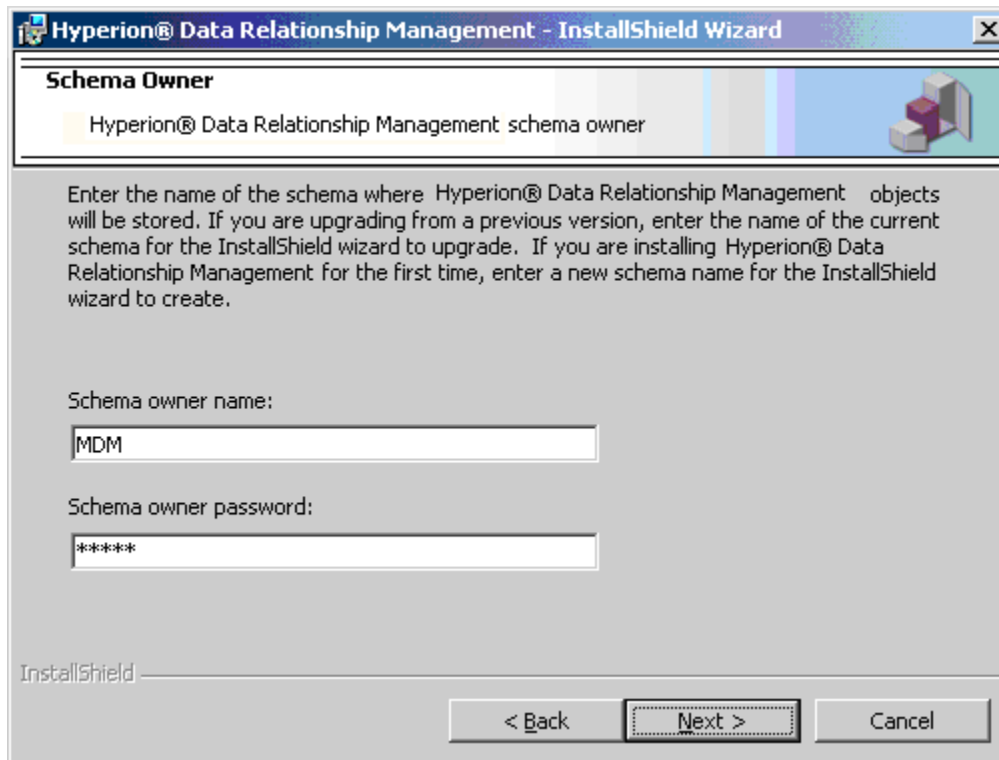 Hyperion® Data Relationship Management - InstallShield Wizard
Schema Owner
Hyperion® Data Relationship Management schema owner
Enter the name of the schema where Hyperion® Data Relationship Management objects
will be stored. If you are upgrading from a previous version, enter the name of the current
schema for the InstallShield wizard to upgrade. If you are installing Hyperion® Data
Relationship Management for the first time, enter a new schema name for the InstallShield
wizard to create.
Schema owner name:
MDM
Schema owner password:
*****
InstallShield
< Back Next > Cancel